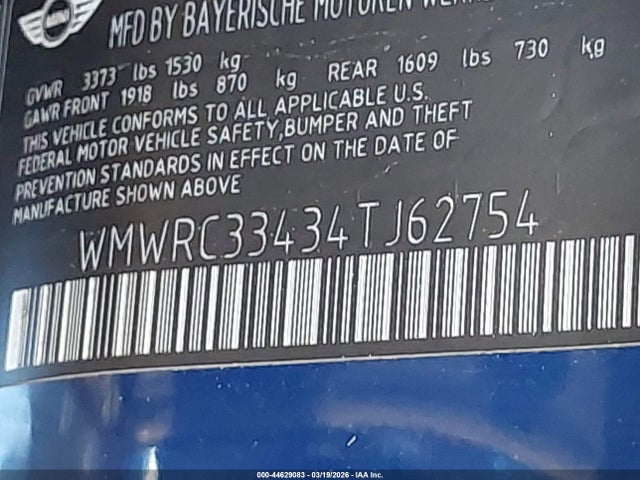 MINI
MFD BY BAYERISCHE MOTOREN
GVWR 3373 lbs 1530 kg
GAWR FRONT 1918 lbs 870 kg REAR 1609 lbs 730 kg
THIS VEHICLE CONFORMS TO ALL APPLICABLE U.S.
FEDERAL MOTOR VEHICLE SAFETY,BUMPER AND THEFT
PREVENTION STANDARDS IN EFFECT ON THE DATE OF
MANUFACTURE SHOWN ABOVE
WMWRC33434TJ62754
000-44629083 - 03/19/2026 - IAA Inc.